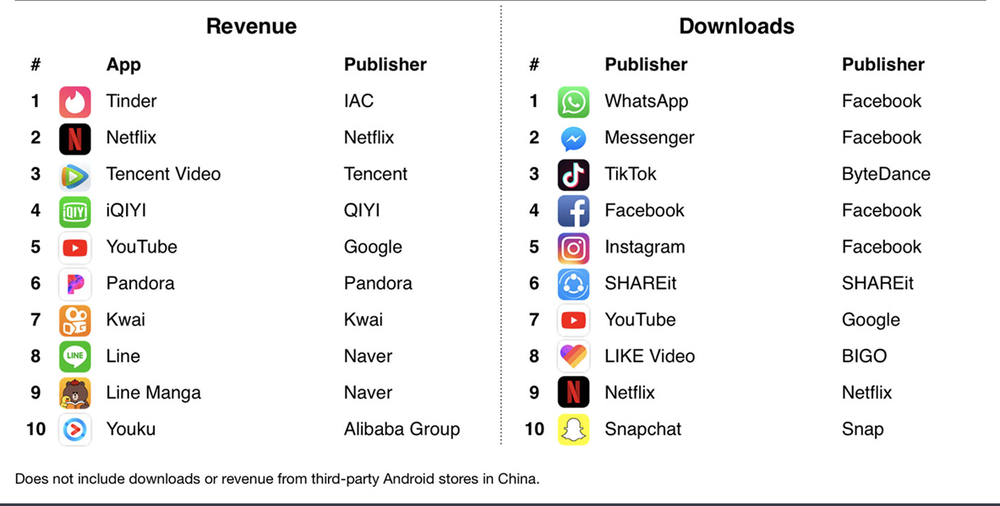 Revenue
# App Publisher
1 Tinder IAC
2 Netflix Netflix
3 Tencent Video Tencent
4 iQIYI QIYI
5 YouTube Google
6 Pandora Pandora
7 Kwai Kwai
8 LINE Line Naver
9 Line Manga Naver
10 Youku Alibaba Group
Downloads
# Publisher Publisher
1 WhatsApp Facebook
2 Messenger Facebook
3 TikTok ByteDance
4 Facebook Facebook
5 Instagram Facebook
6 SHAREit SHAREit
7 YouTube Google
8 LIKE Video BIGO
9 Netflix Netflix
10 Snapchat Snap
Does not include downloads or revenue from third-party Android stores in China.